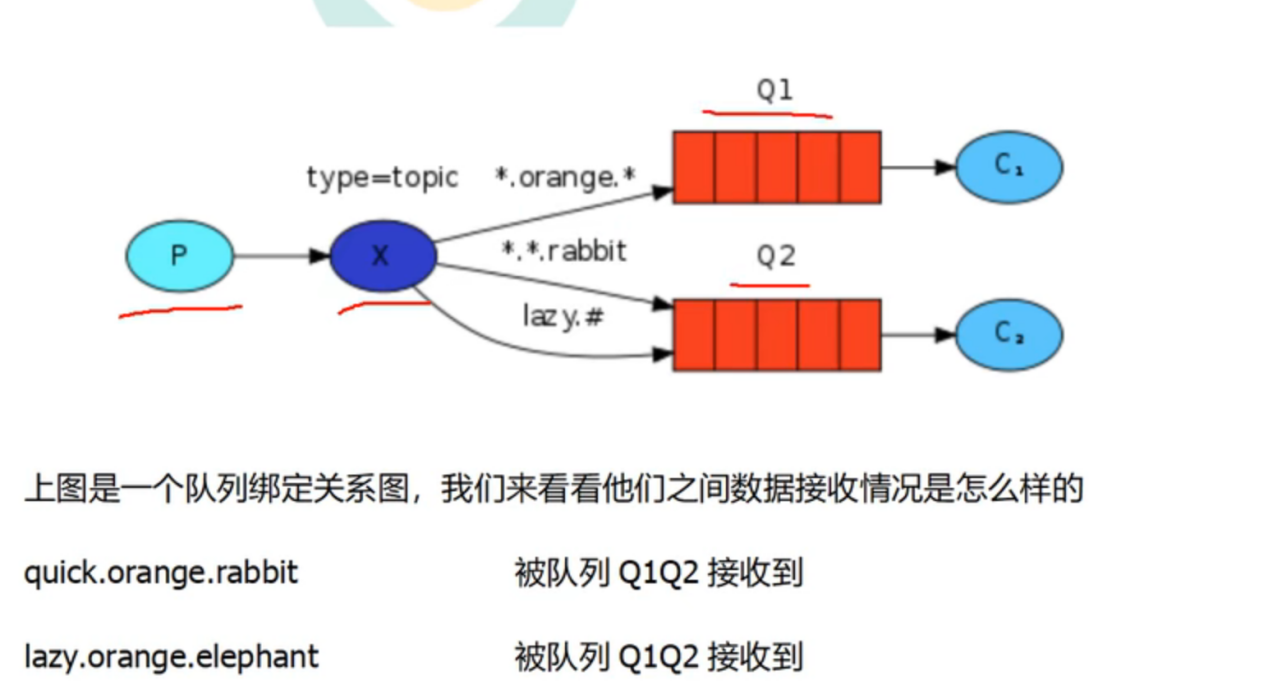 Q1
type=topic *.orange.*
C₁
P
X
*.*.rabbit
Q2
lazy.#
C₂
上图是一个队列绑定关系图，我们来看看他们之间数据接收情况是怎么样的
quick.orange.rabbit 被队列 Q1Q2 接收到
lazy.orange.elephant 被队列 Q1Q2 接收到